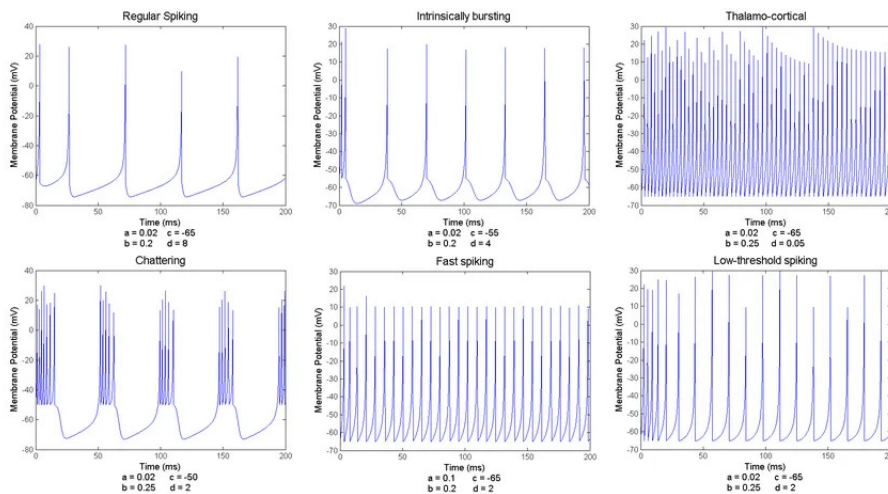 Regular Spiking
40
20
0
-20
-40
-60
-80
Membrane Potential (mV)
0 50 100 150 200
Time (ms)
a = 0.02 c = -65
b = 0.2 d = 8
Intrinsically bursting
30
20
10
0
-10
-20
-30
-40
-50
-60
-70
Membrane Potential (mV)
0 50 100 150 200
Time (ms)
a = 0.02 c = -55
b = 0.2 d = 4
Thalamo-cortical
30
20
10
0
-10
-20
-30
-40
-50
-60
-70
Membrane Potential (mV)
0 50 100 150 200
Time (ms)
a = 0.02 c = -65
b = 0.25 d = 0.05
Chattering
40
20
0
-20
-40
-60
-80
Membrane Potential (mV)
0 50 100 150 200
Time (ms)
a = 0.02 c = -50
b = 0.25 d = 2
Fast spiking
30
20
10
0
-10
-20
-30
-40
-50
-60
-70
Membrane Potential (mV)
0 50 100 150 200
Time (ms)
a = 0.1 c = -65
b = 0.2 d = 2
Low-threshold spiking
30
20
10
0
-10
-20
-30
-40
-50
-60
-70
Membrane Potential (mV)
0 50 100 150 200
Time (ms)
a = 0.02 c = -65
b = 0.25 d = 2